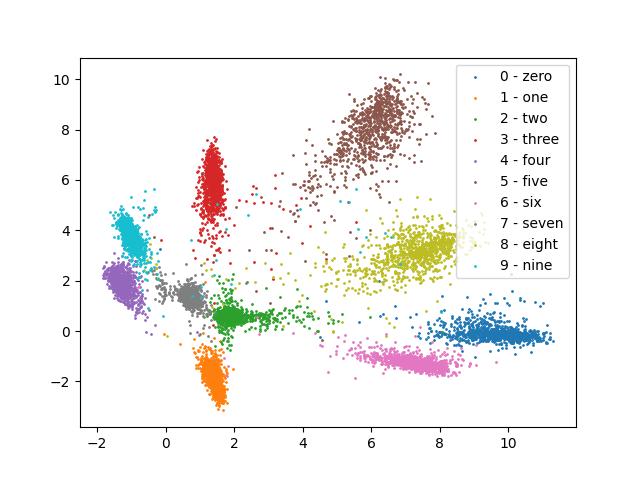 10
8
6
4
2
0
−2
−2
0
2
4
6
8
10
0 - zero
1 - one
2 - two
3 - three
4 - four
5 - five
6 - six
7 - seven
8 - eight
9 - nine